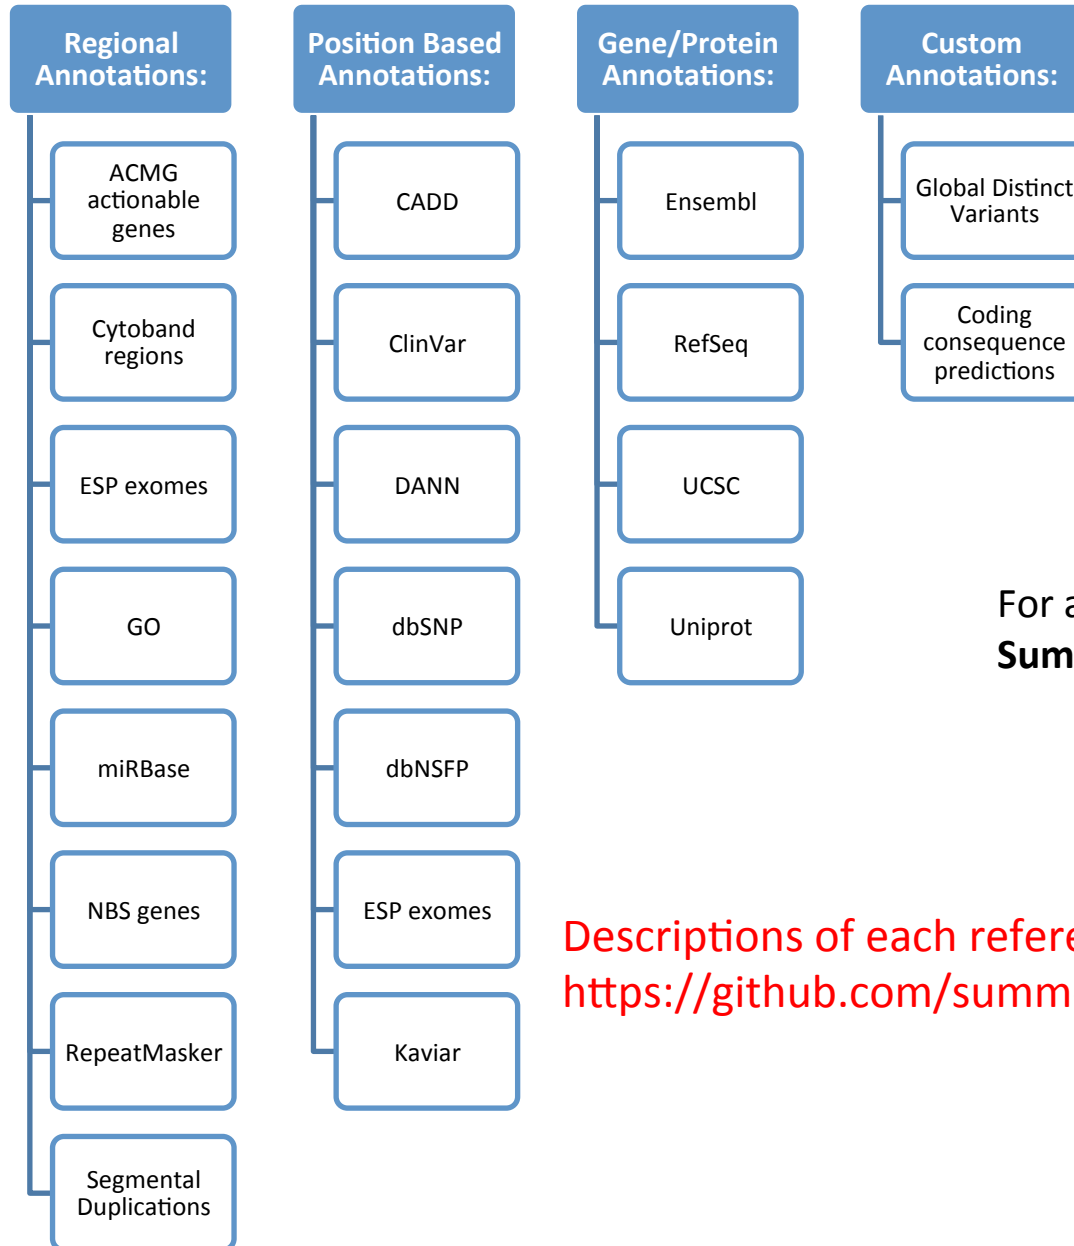 Regional
Annotations:
ACMG
actionable
genes
Cytoband
regions
ESP exomes
GO
miRBase
NBS genes
RepeatMasker
Segmental
Duplications
Position Based
Annotations:
CADD
ClinVar
DANN
dbSNP
dbNSFP
ESP exomes
Kaviar
Gene/Protein
Annotations:
Ensembl
RefSeq
UCSC
Uniprot
Custom
Annotations:
Global Distinct
Variants
Coding
consequence
predictions
For
Descriptions of each
https://github.com/summ